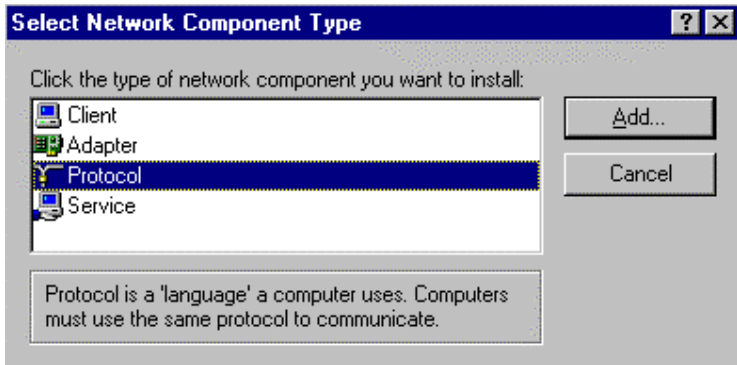 Select Network Component Type
Click the type of network component you want to install:
Client
Adapter
Protocol
Service
Add...
Cancel
Protocol is a 'language' a computer uses. Computers
must use the same protocol to communicate.